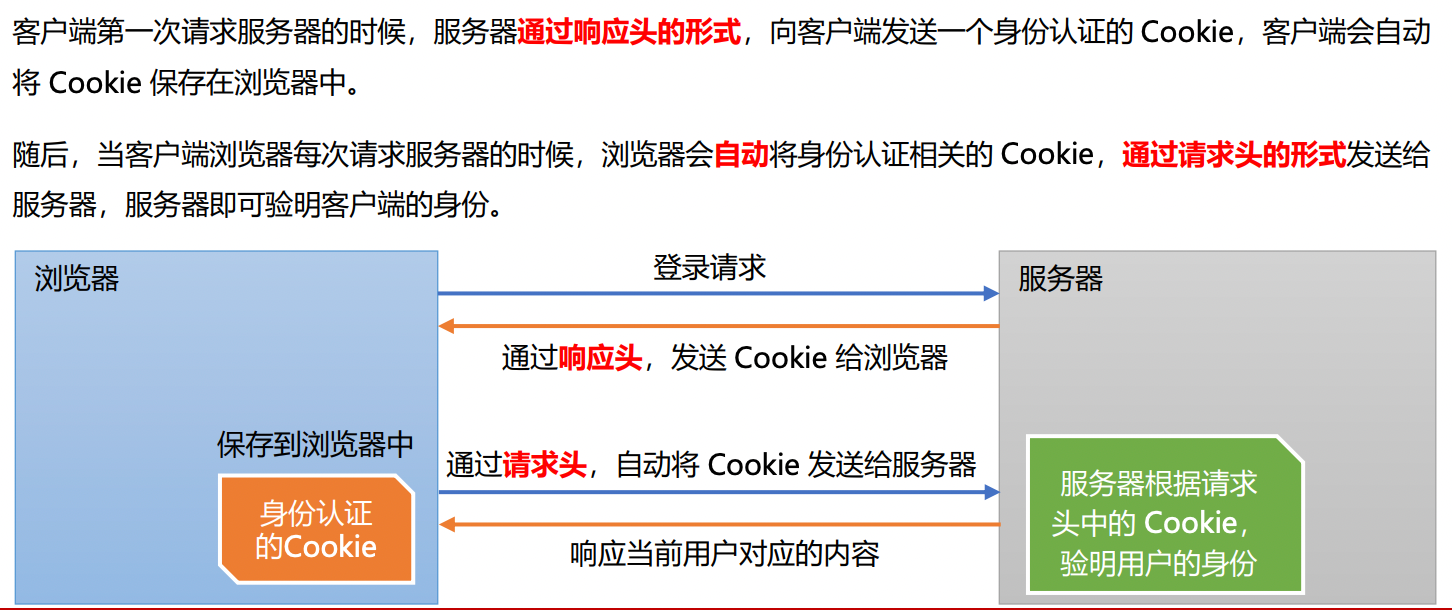 客户端第一次请求服务器的时候，服务器通过响应头的形式，向客户端发送一个身份认证的 Cookie，客户端会自动
将 Cookie 保存在浏览器中。
随后，当客户端浏览器每次请求服务器的时候，浏览器会自动将身份认证相关的 Cookie，通过请求头的形式发送给
服务器，服务器即可验明客户端的身份。
浏览器
登录请求
服务器
通过响应头，发送 Cookie 给浏览器
保存到浏览器中
通过请求头，自动将 Cookie 发送给服务器
身份认证
的Cookie
服务器根据请求
头中的 Cookie，
验明用户的身份
响应当前用户对应的内容